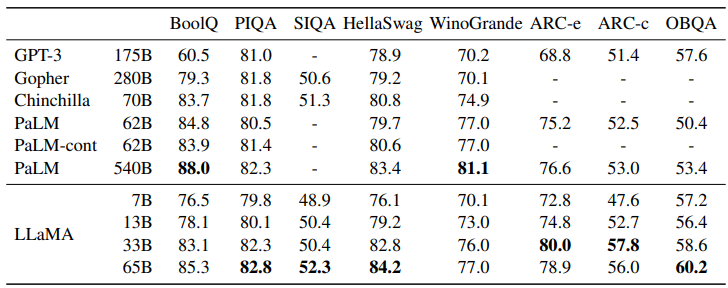 BoolQ PIQA SIQA HellaSwag WinoGrande ARC-e ARC-c OBQA
GPT-3 175B 60.5 81.0 - 78.9 70.2 68.8 51.4 57.6
Gopher 280B 79.3 81.8 50.6 79.2 70.1 - - -
Chinchilla 70B 83.7 81.8 51.3 80.8 74.9 - - -
PaLM 62B 84.8 80.5 - 79.7 77.0 75.2 52.5 50.4
PaLM-cont 62B 83.9 81.4 - 80.6 77.0 - - -
PaLM 540B 88.0 82.3 - 83.4 81.1 76.6 53.0 53.4
LLaMA
7B 76.5 79.8 48.9 76.1 70.1 72.8 47.6 57.2
13B 78.1 80.1 50.4 79.2 73.0 74.8 52.7 56.4
33B 83.1 82.3 50.4 82.8 76.0 80.0 57.8 58.6
65B 85.3 82.8 52.3 84.2 77.0 78.9 56.0 60.2